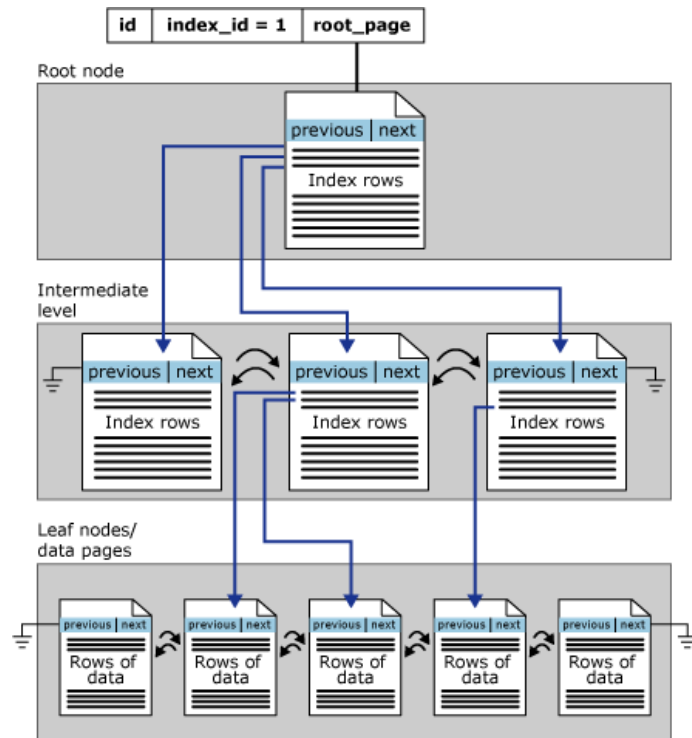 id index_id = 1 root_page
Root node
previous next
Index rows
Intermediate
level
previous next previous next previous next
Index rows Index rows Index rows
Leaf nodes/
data pages
previous next previous next previous next previous next previous next
Rows of Rows of Rows of Rows of Rows of
data data data data data